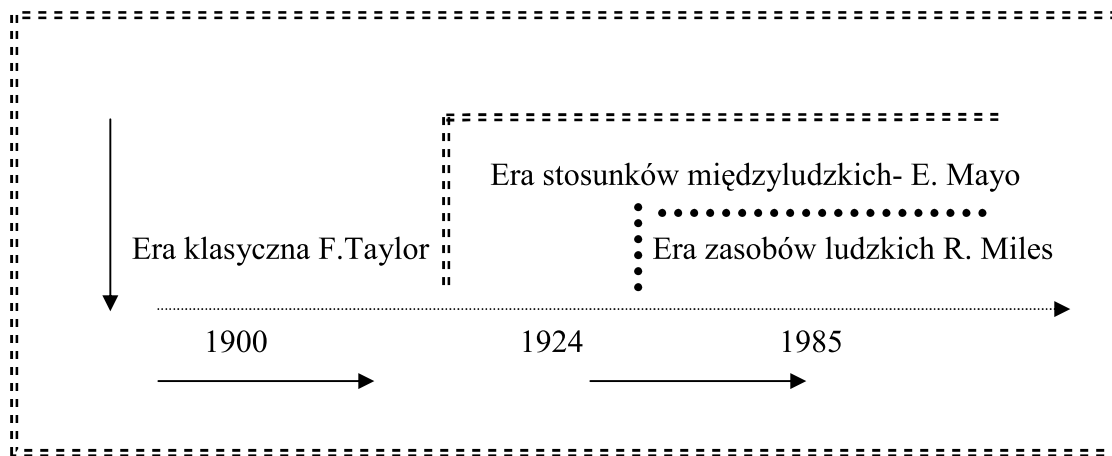 Era stosunków międzyludzkich- E. Mayo
Era klasyczna F.Taylor
Era zasobów ludzkich R. Miles
1900
1924
1985